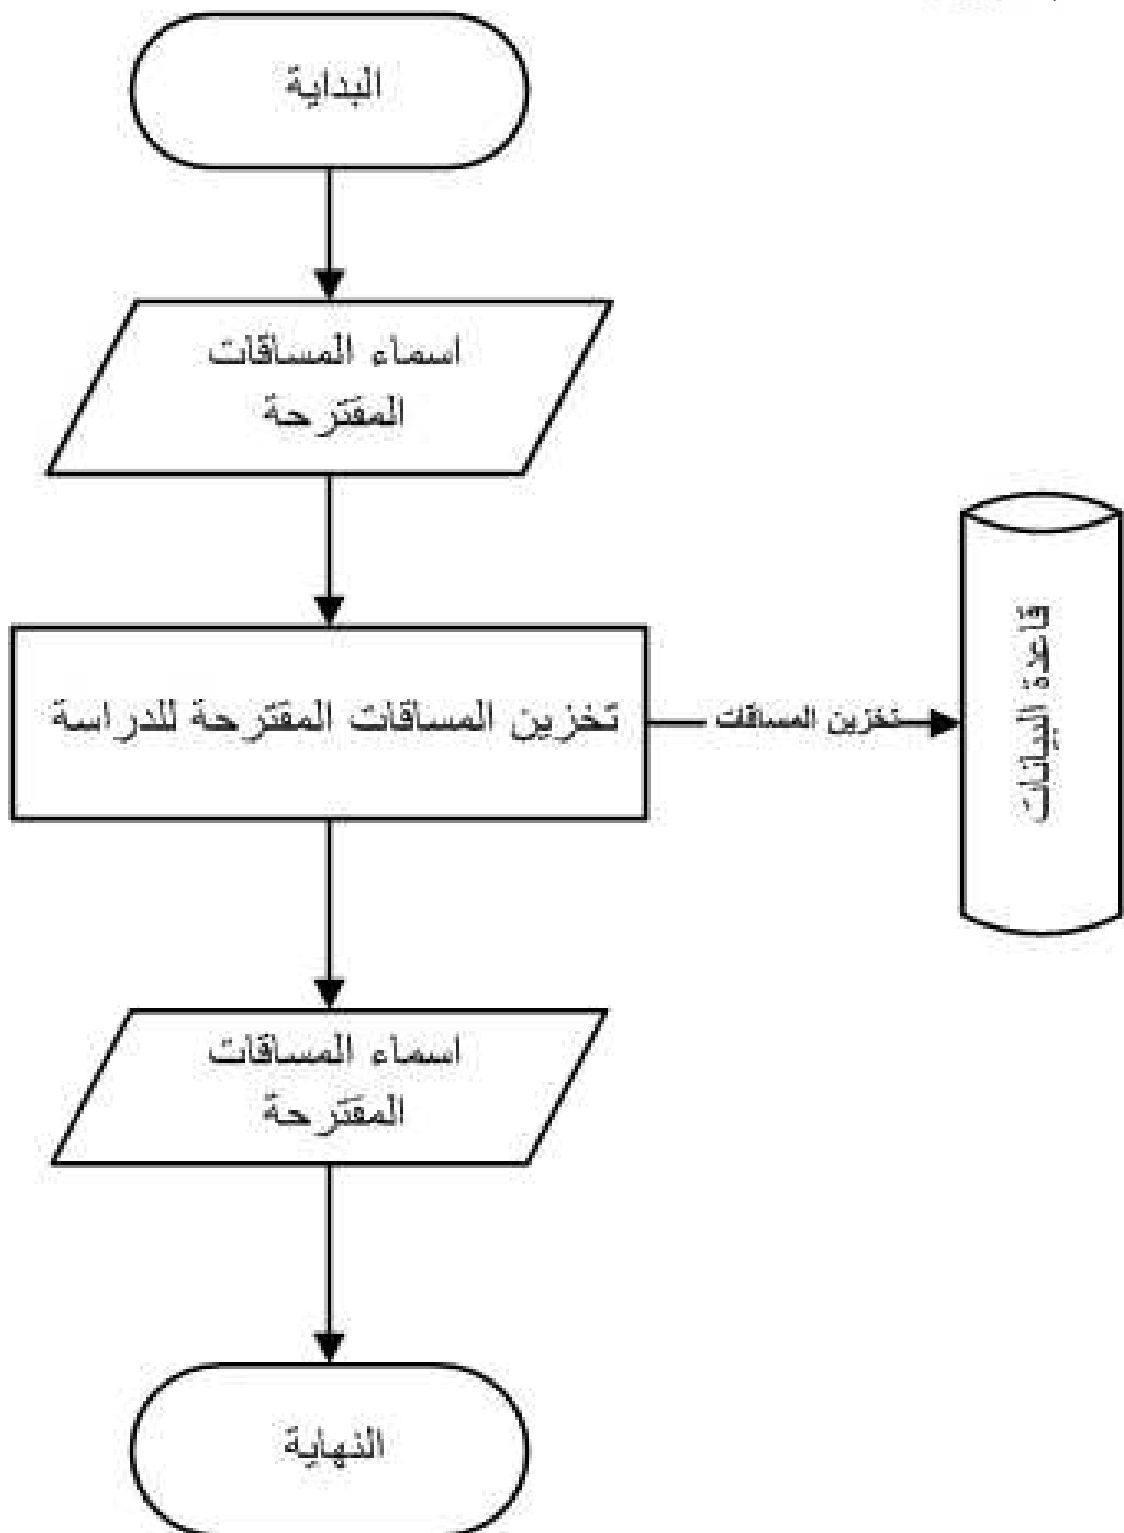 البداية
اسماء المساقات
المقترحة
تخزين المساقات المقترحة للدراسة
تخزين المساقات
قاعدة البيانات
اسماء المساقات
المقترحة
النهاية